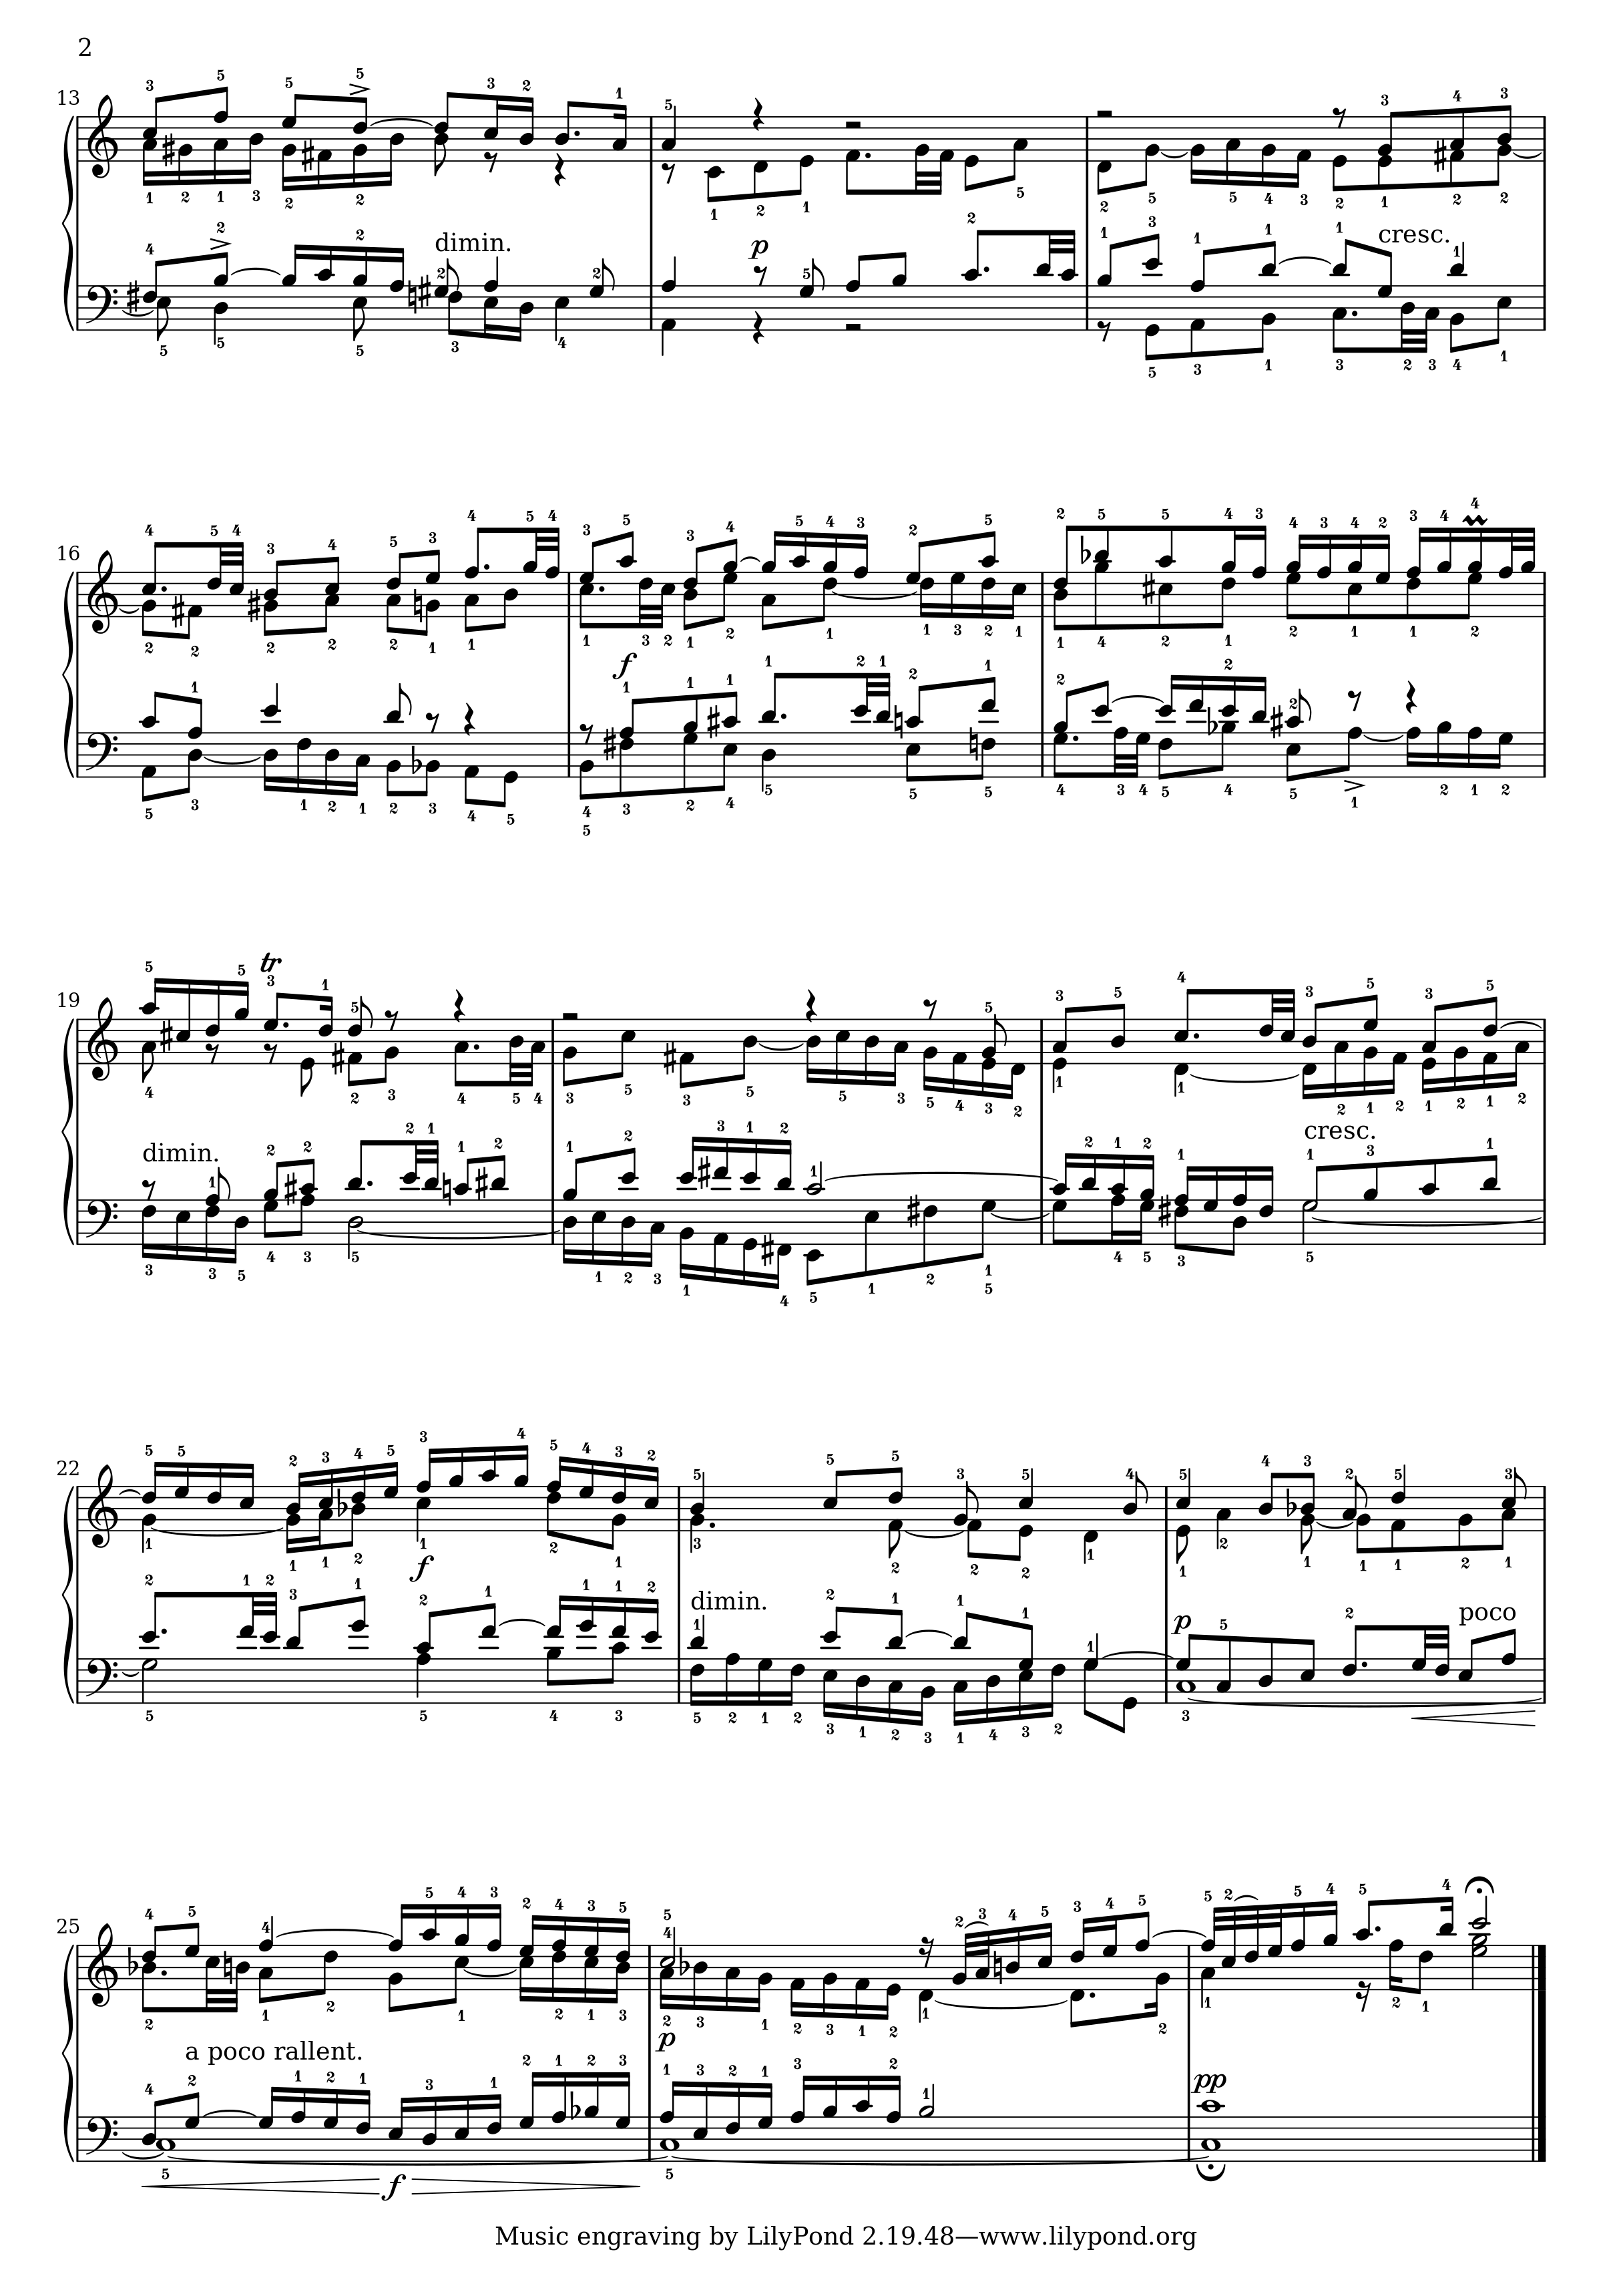 2
13
dimin.
p
cresc.
16
f
19
tr
dimin.
cresc.
22
f
dimin.
p
poco
25
a poco rallent.
f
p
pp
Music engraving by LilyPond 2.19.48—www.lilypond.org